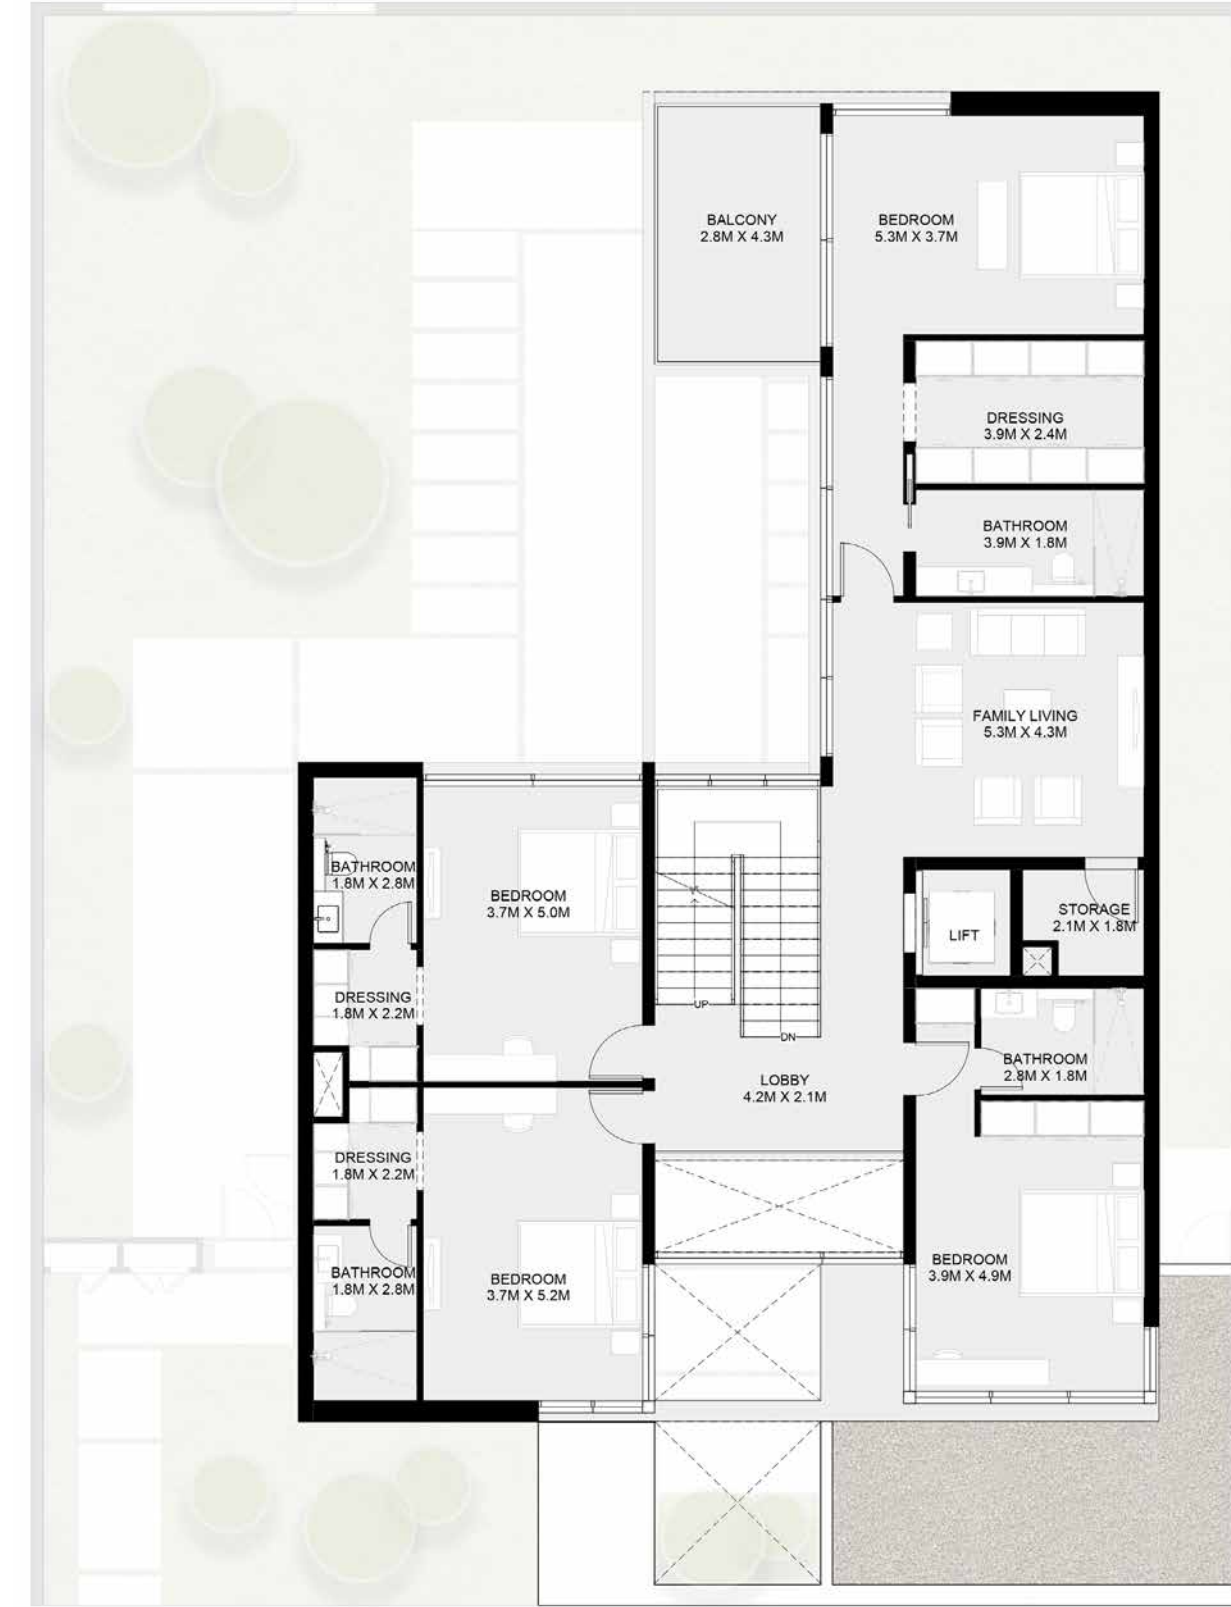 BALCONY
2.8M X 4.3M
BEDROOM
5.3M X 3.7M
DRESSING
3.9M X 2.4M
BATHROOM
3.9M X 1.8M
FAMILY LIVING
5.3M X 4.3M
BATHROOM
1.8M X 2.8M
BEDROOM
3.7M X 5.0M
STORAGE
2.1M X 1.8M
LIFT
DRESSING
1.8M X 2.2M
UP
DN
LOBBY
4.2M X 2.1M
BATHROOM
2.8M X 1.8M
DRESSING
1.8M X 2.2M
BATHROOM
1.8M X 2.8M
BEDROOM
3.7M X 5.2M
BEDROOM
3.9M X 4.9M